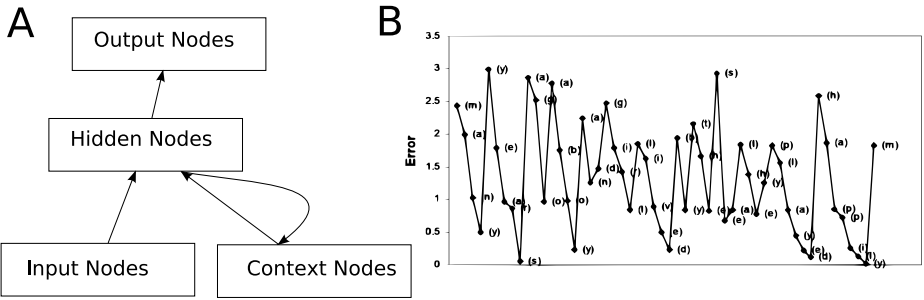 A
Output Nodes
Hidden Nodes
Input Nodes
Context Nodes
B
Error
3.5
3
2.5
2
1.5
1
0.5
0
(m)
(a)
(n)
(y)
(y)
(e)
(a)
(r)
(s)
(a)
(g)
(o)
(a)
(b)
(o)
(y)
(a)
(n)
(d)
(g)
(i)
(r)
(l)
(l)
(i)
(v)
(e)
(d)
(b)
(y)
(t)
(h)
(e)
(s)
(e)
(a)
(l)
(h)
(e)
(y)
(p)
(l)
(a)
(y)
(e)
(d)
(h)
(a)
(p)
(p)
(i)
(l)
(y)
(m)